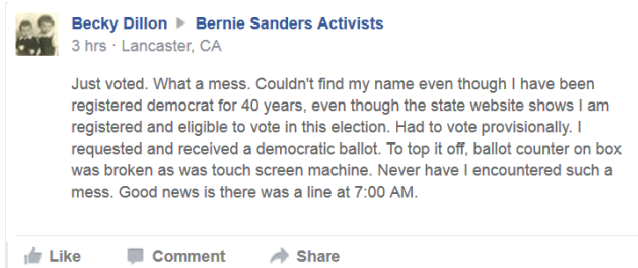 Becky Dillon ▶ Bernie Sanders Activists
3 hrs · Lancaster, CA
Just voted. What a mess. Couldn't find my name even though I have been
registered democrat for 40 years, even though the state website shows I am
registered and eligible to vote in this election. Had to vote provisionally. I
requested and received a democratic ballot. To top it off, ballot counter on box
was broken as was touch screen machine. Never have I encountered such a
mess. Good news is there was a line at 7:00 AM.
Like Comment Share